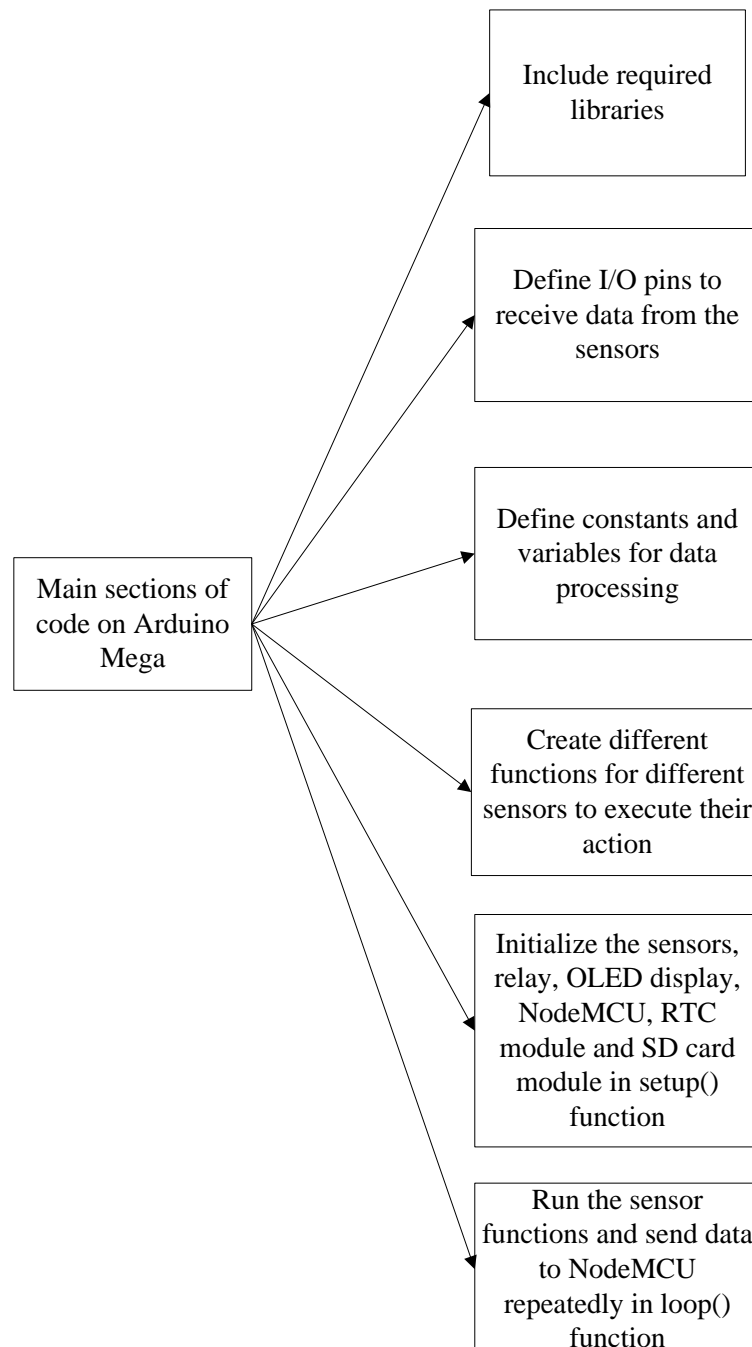 Include required
libraries
Define I/O pins to
receive data from the
sensors
Define constants and
variables for data
processing
Main sections of
code on Arduino
Mega
Create different
functions for different
sensors to execute their
action
Initialize the sensors,
relay, OLED display,
NodeMCU, RTC
module and SD card
module in setup()
function
Run the sensor
functions and send data
to NodeMCU
repeatedly in loop()
function